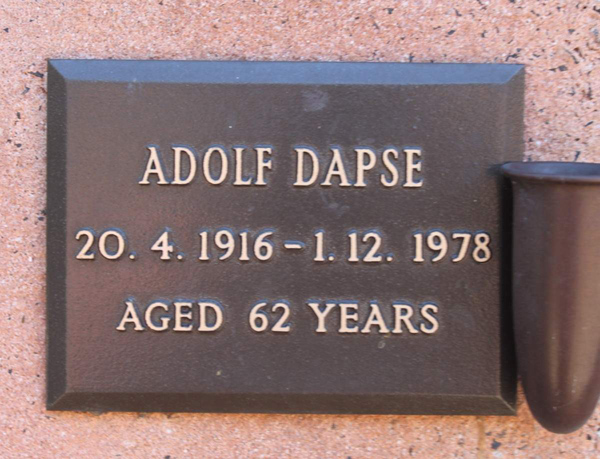 ADOLF DAPSE
20. 4. 1916 – 1. 12. 1978
AGED 62 YEARS